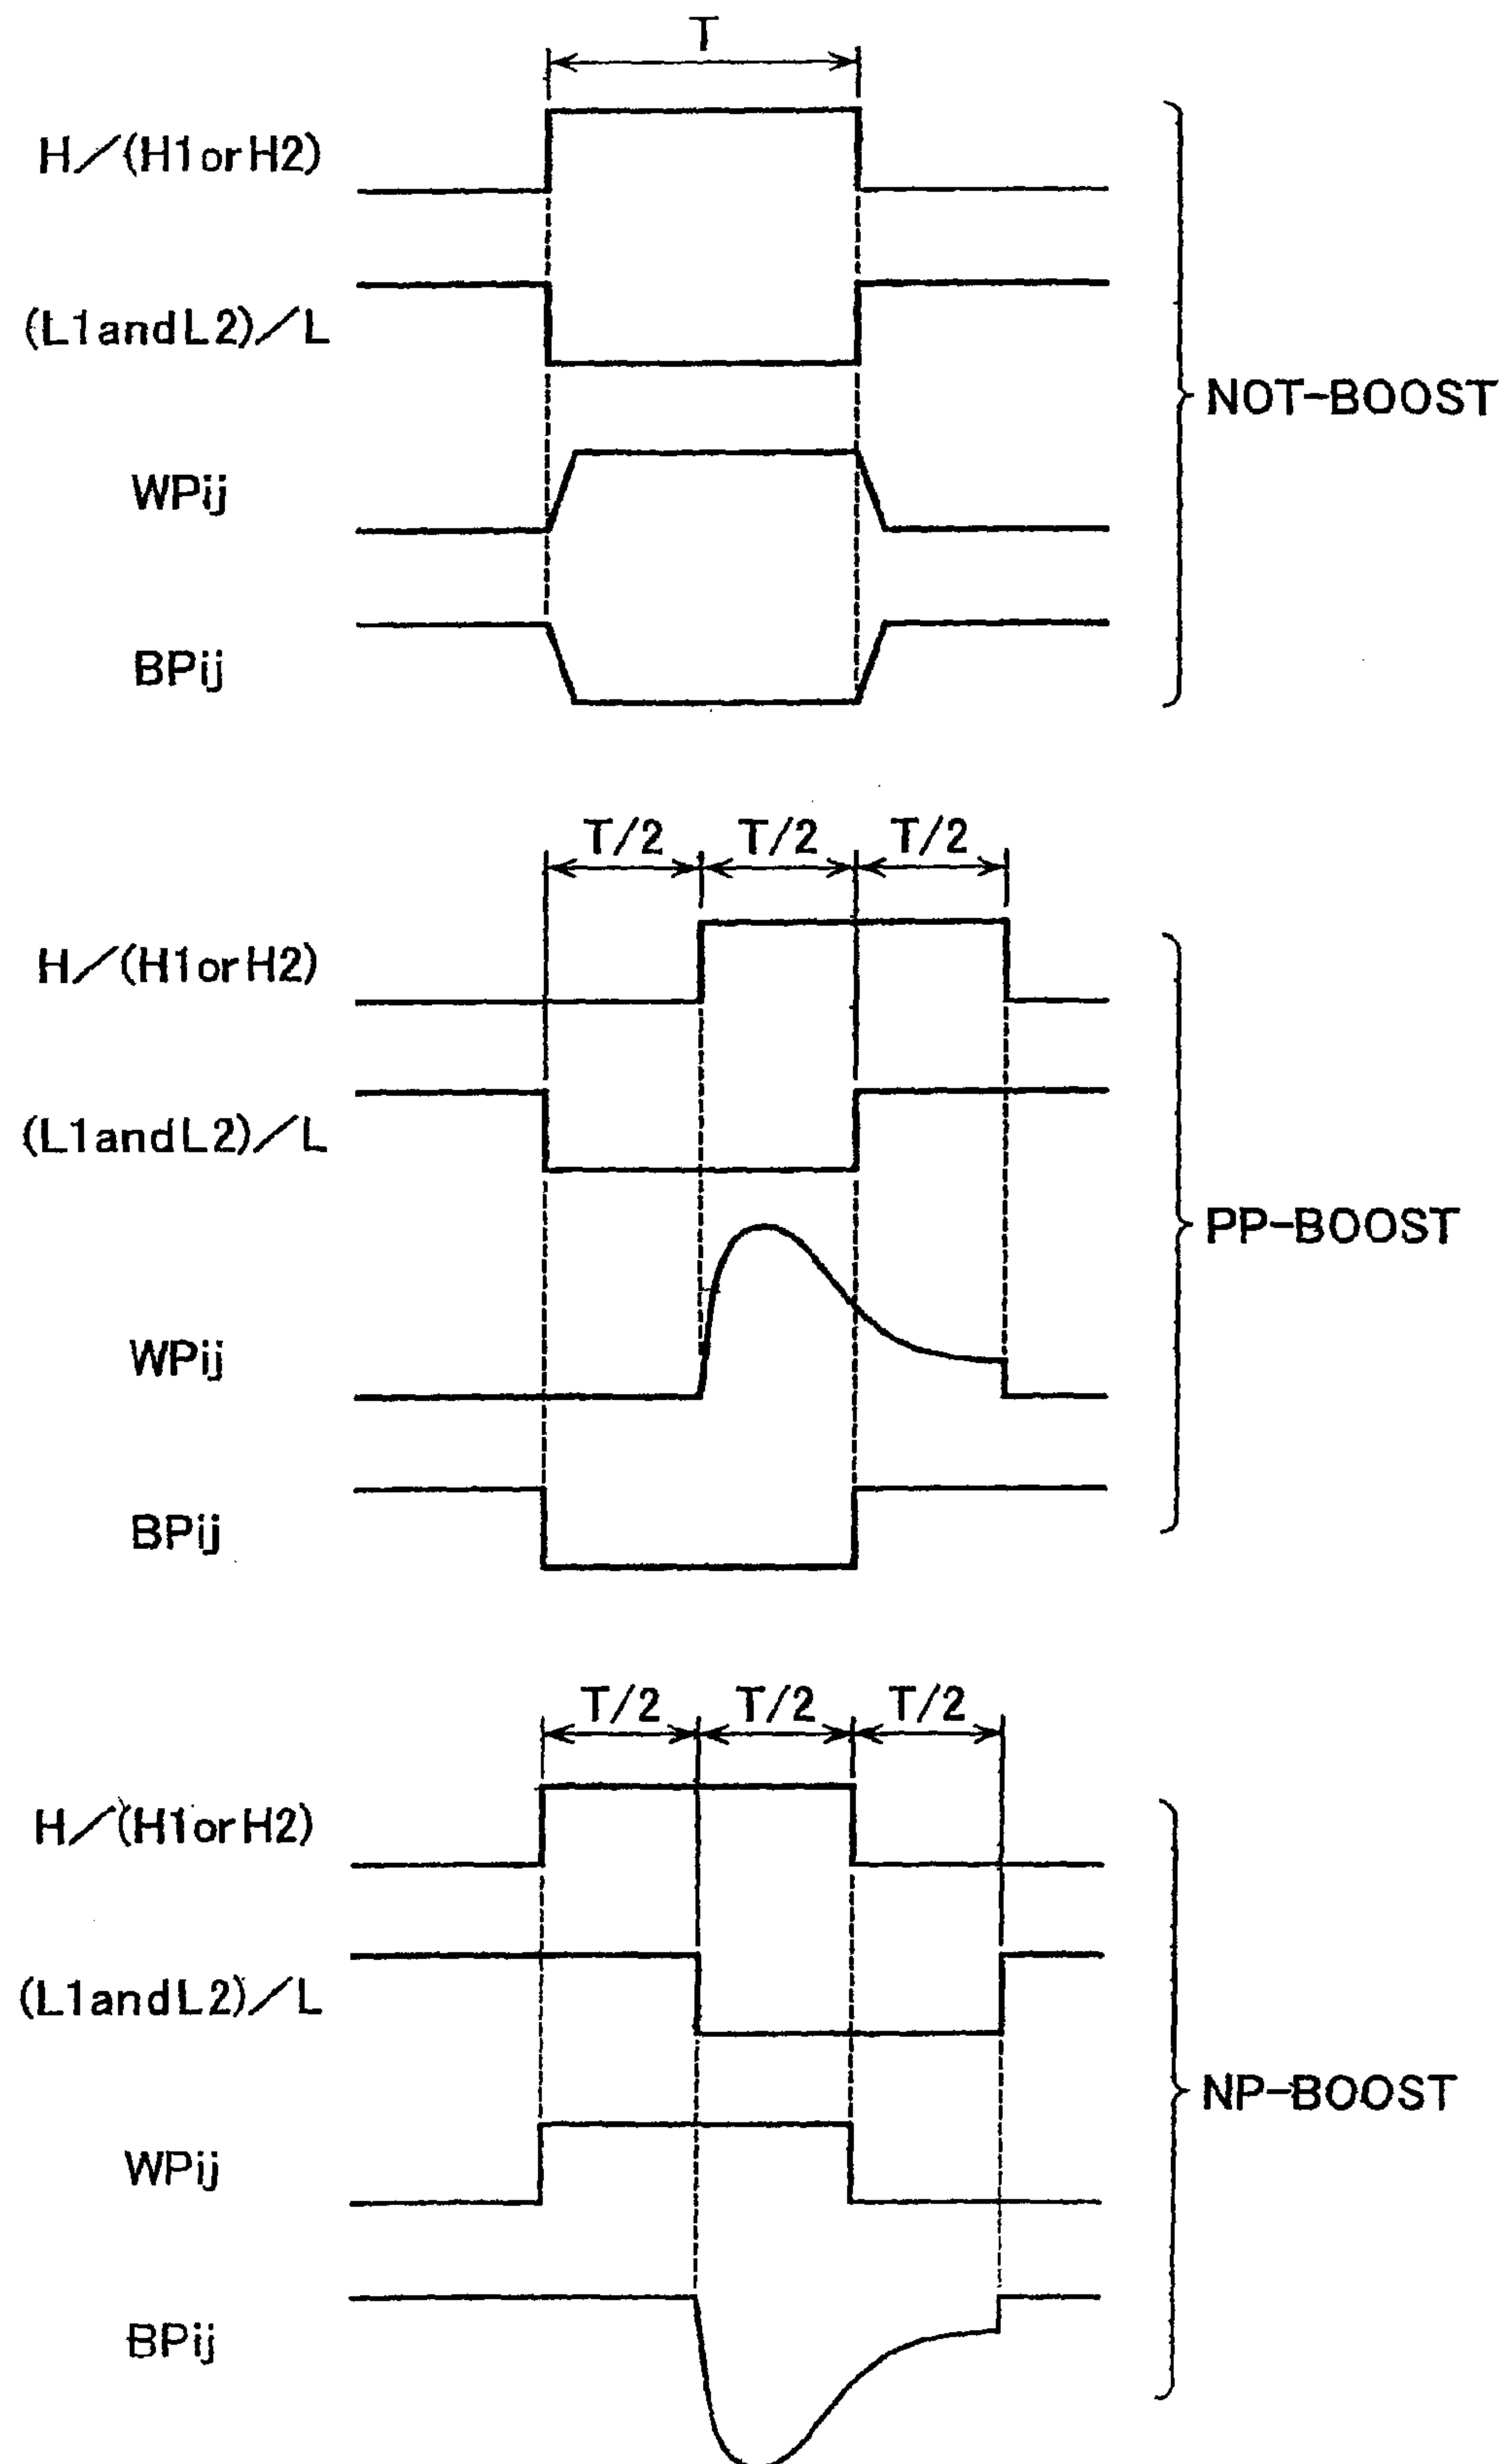 T
H/(H1orH2)
(L1andL2)/L
NOT-BOOST
WPij
BPij
T/2 T/2 T/2
H/(H1orH2)
(L1andL2)/L
PP-BOOST
WPij
BPij
T/2 T/2 T/2
H/(H1orH2)
(L1andL2)/L
NP-BOOST
WPij
BPij